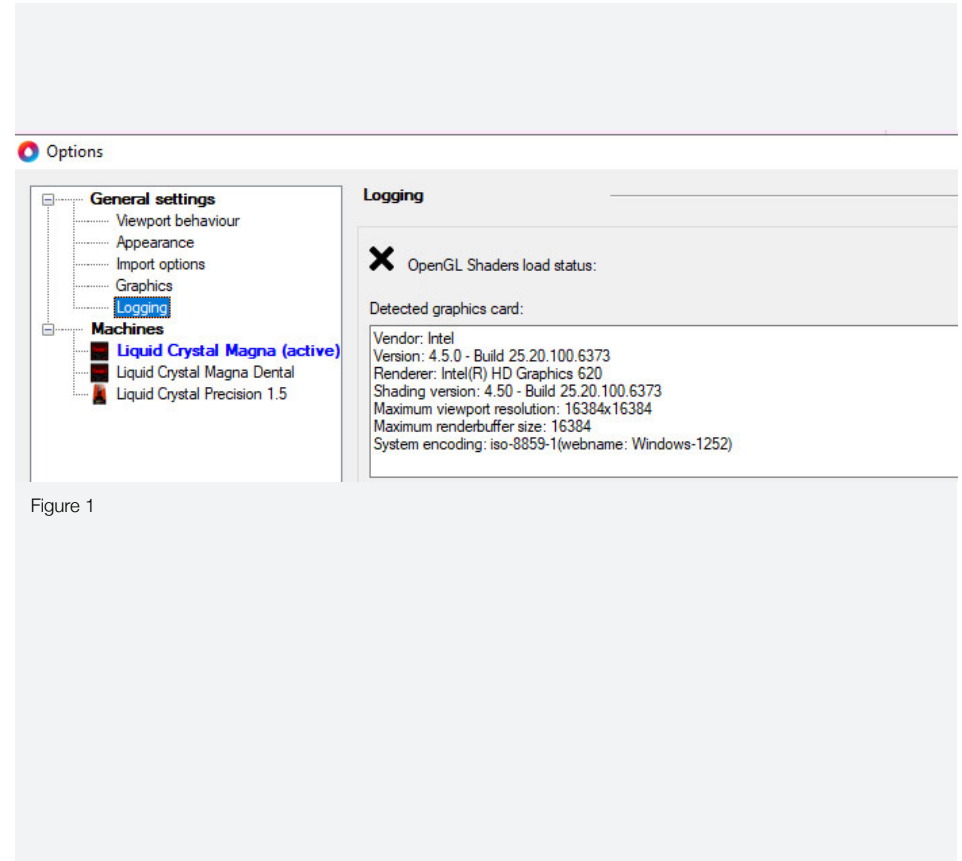 Options
General settings
Viewport behaviour
Appearance
Import options
Graphics
Logging
Machines
Liquid Crystal Magna (active)
Liquid Crystal Magna Dental
Liquid Crystal Precision 1.5
Logging
OpenGL Shaders load status:
Detected graphics card:
Vendor: Intel
Version: 4.5.0 - Build 25.20.100.6373
Renderer: Intel(R) HD Graphics 620
Shading version: 4.50 - Build 25.20.100.6373
Maximum viewport resolution: 16384x16384
Maximum renderbuffer size: 16384
System encoding: iso-8859-1(webname: Windows-1252)
Figure 1